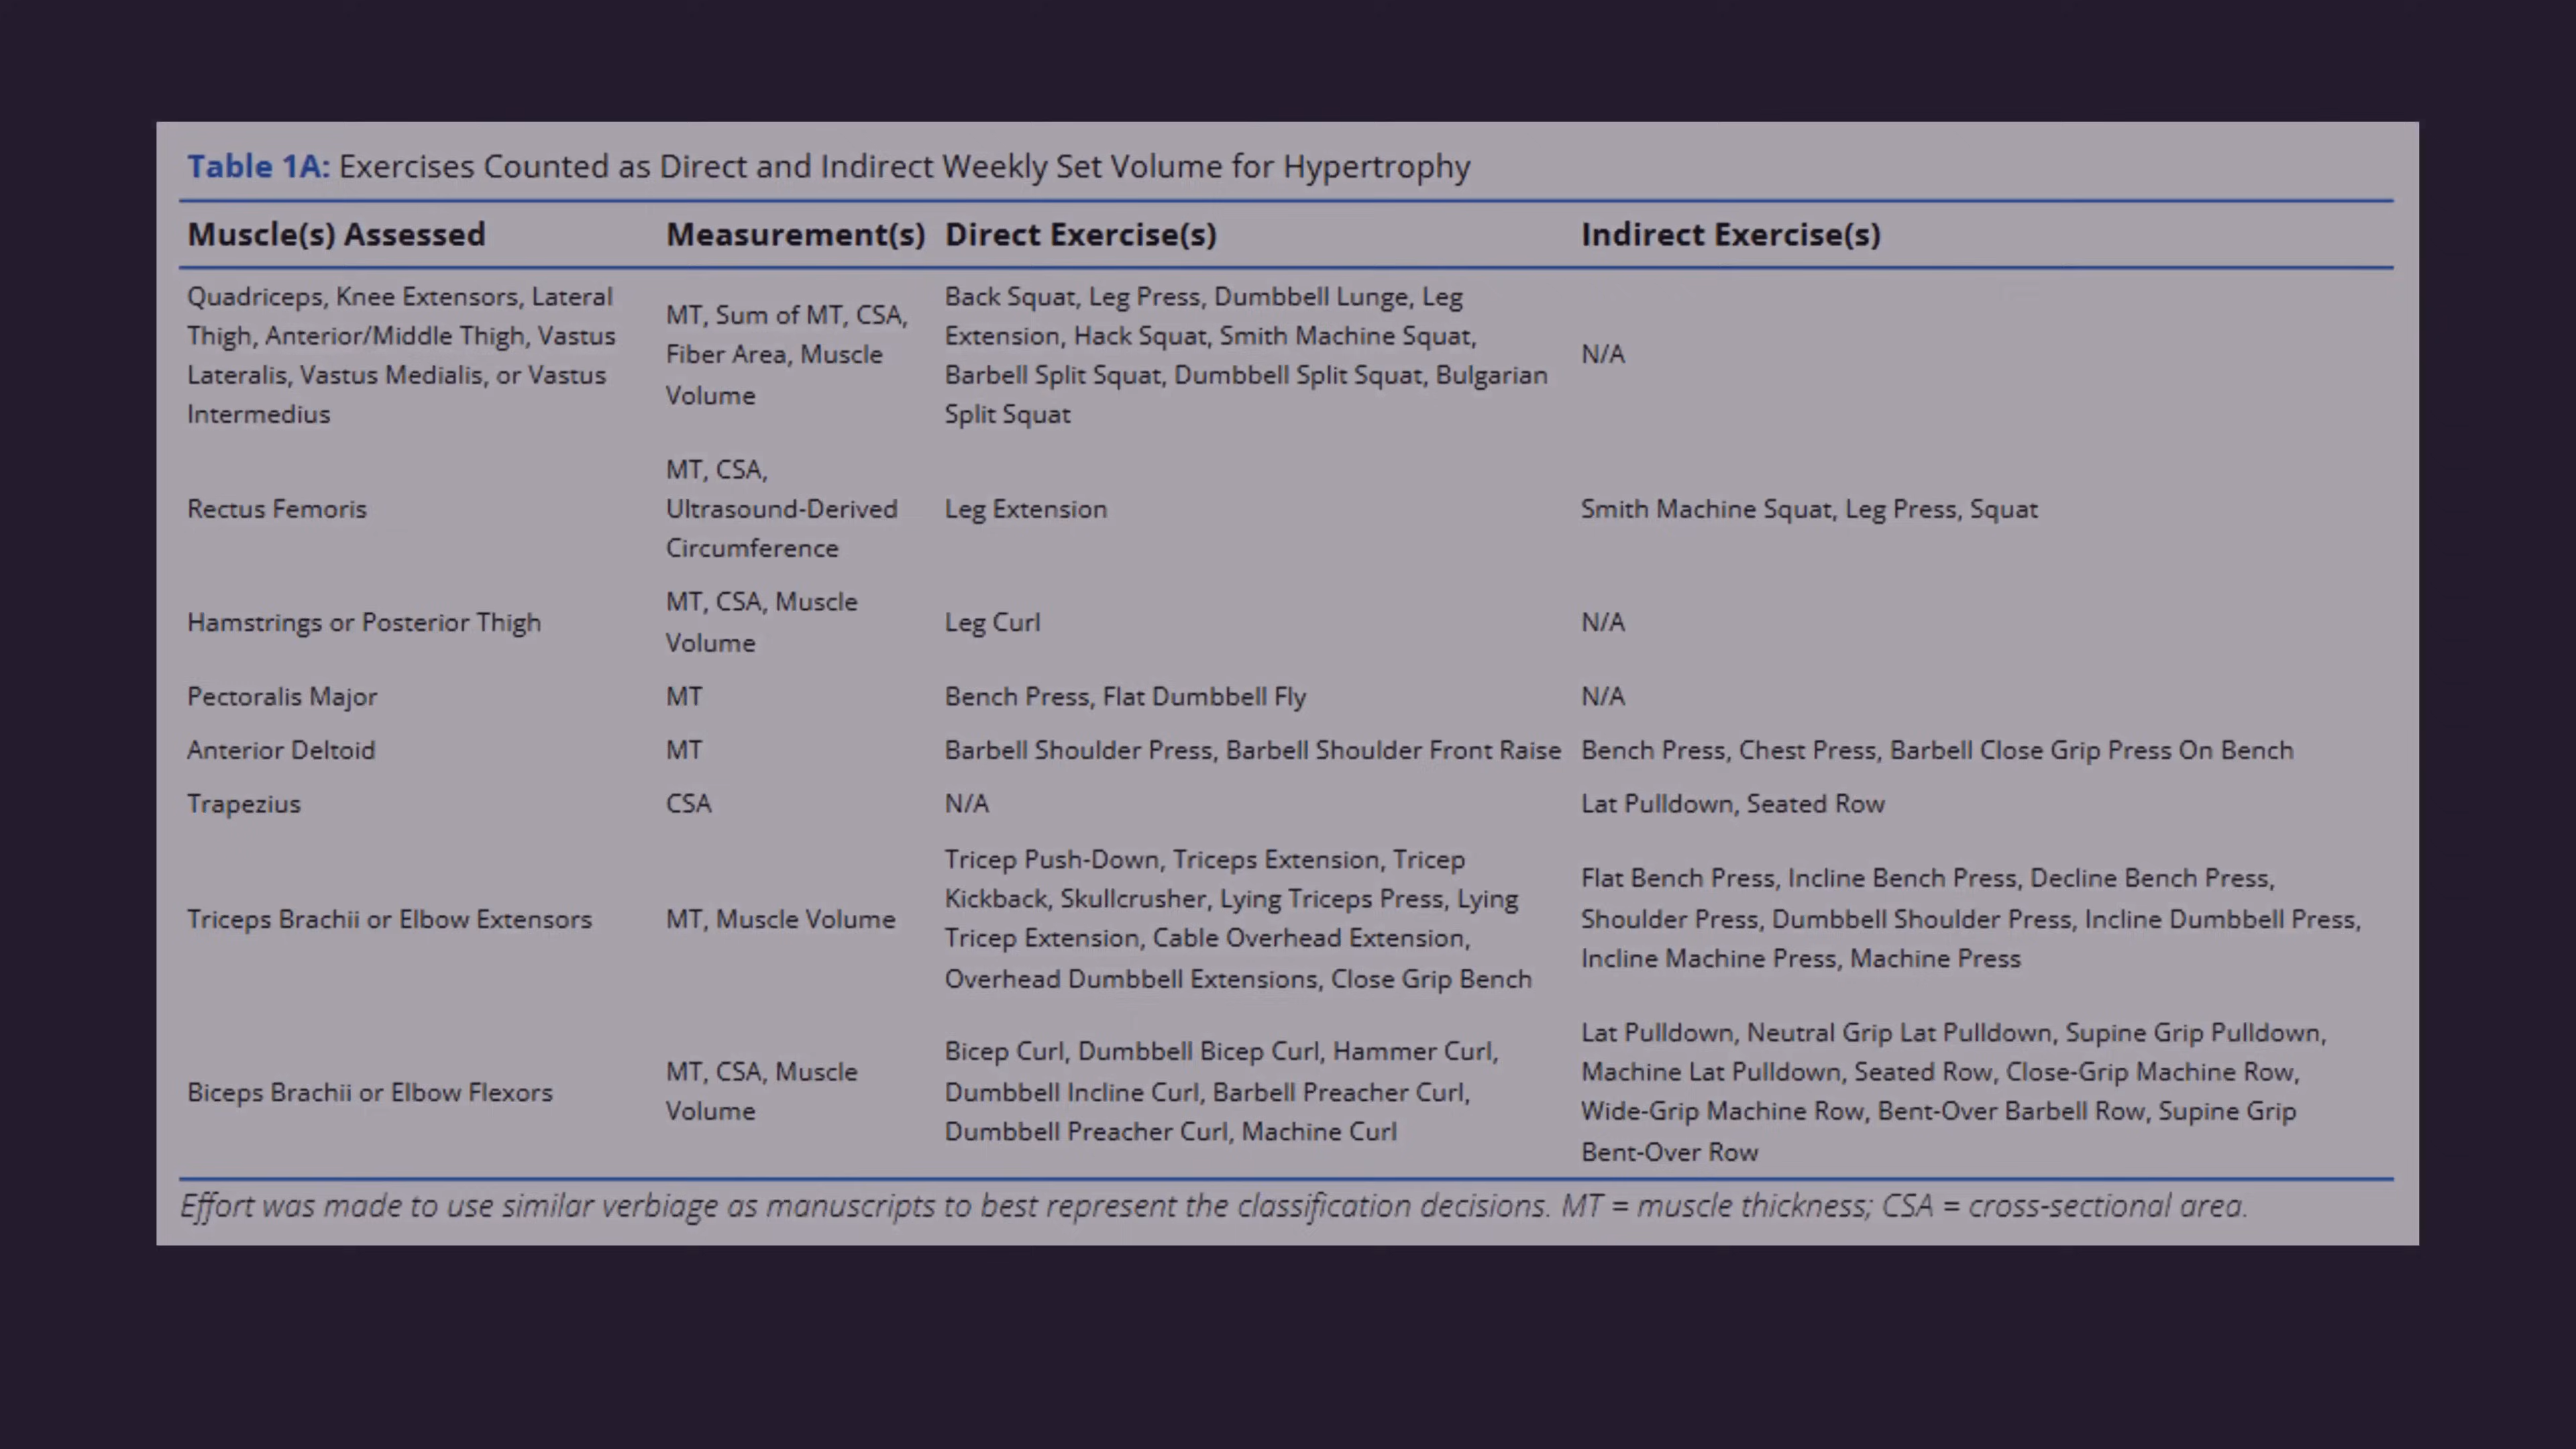 Table 1A: Exercises Counted as Direct and Indirect Weekly Set Volume for Hypertrophy
Muscle(s) Assessed Measurement(s) Direct Exercise(s) Indirect Exercise(s)
Quadriceps, Knee Extensors, Lateral
Thigh, Anterior/Middle Thigh, Vastus
Lateralis, Vastus Medialis, or Vastus
Intermedius
MT, Sum of MT, CSA,
Fiber Area, Muscle
Volume
Back Squat, Leg Press, Dumbbell Lunge, Leg
Extension, Hack Squat, Smith Machine Squat,
Barbell Split Squat, Dumbbell Split Squat, Bulgarian
Split Squat
N/A
Rectus Femoris
MT, CSA,
Ultrasound-Derived
Circumference
Leg Extension
Smith Machine Squat, Leg Press, Squat
Hamstrings or Posterior Thigh
MT, CSA, Muscle
Volume
Leg Curl
N/A
Pectoralis Major MT Bench Press, Flat Dumbbell Fly N/A
Anterior Deltoid MT Barbell Shoulder Press, Barbell Shoulder Front Raise Bench Press, Chest Press, Barbell Close Grip Press On Bench
Trapezius CSA N/A Lat Pulldown, Seated Row
Triceps Brachii or Elbow Extensors
MT, Muscle Volume
Tricep Push-Down, Triceps Extension, Tricep
Kickback, Skullcrusher, Lying Triceps Press, Lying
Tricep Extension, Cable Overhead Extension,
Overhead Dumbbell Extensions, Close Grip Bench
Flat Bench Press, Incline Bench Press, Decline Bench Press,
Shoulder Press, Dumbbell Shoulder Press, Incline Dumbbell Press,
Incline Machine Press, Machine Press
Biceps Brachii or Elbow Flexors
MT, CSA, Muscle
Volume
Bicep Curl, Dumbbell Bicep Curl, Hammer Curl,
Dumbbell Incline Curl, Barbell Preacher Curl,
Dumbbell Preacher Curl, Machine Curl
Lat Pulldown, Neutral Grip Lat Pulldown, Supine Grip Pulldown,
Machine Lat Pulldown, Seated Row, Close-Grip Machine Row,
Wide-Grip Machine Row, Bent-Over Barbell Row, Supine Grip
Bent-Over Row
Effort was made to use similar verbiage as manuscripts to best represent the classification decisions. MT = muscle thickness; CSA = cross-sectional area.